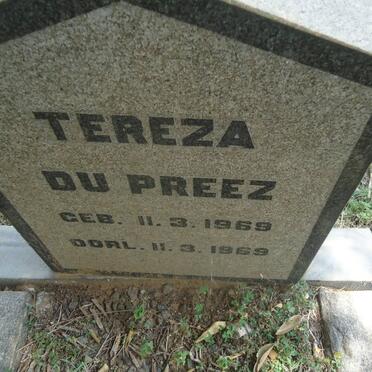 TEREZA
DU PREEZ
GEB. 11. 3. 1969
OORL. 11. 3. 1969